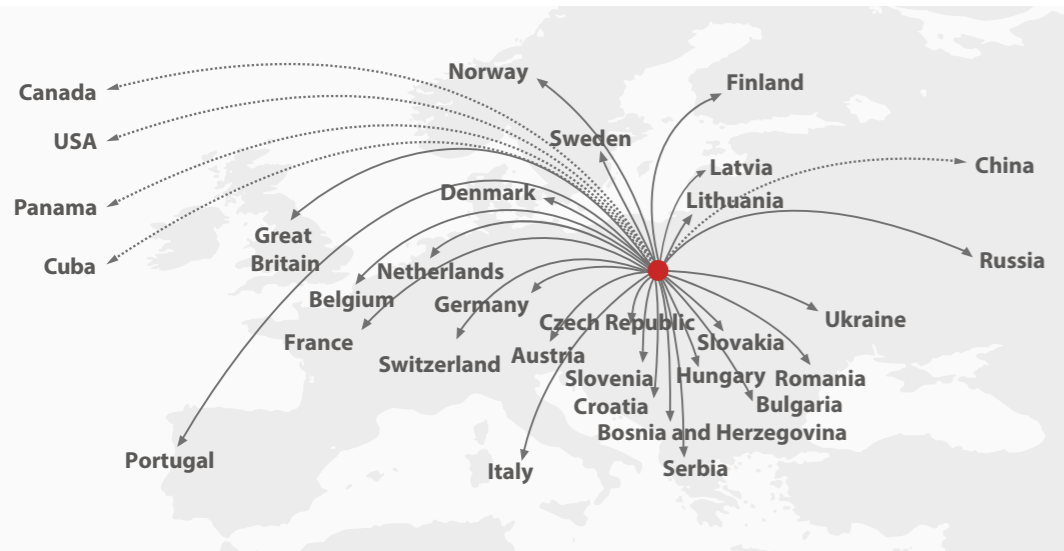 Norway
Finland
Canada
USA
Sweden
Latvia
China
Denmark
Lithuania
Panama
Great
Britain
Cuba
Netherlands
Russia
Belgium
Germany
Ukraine
Czech Republic
France
Slovakia
Switzerland
Austria
Slovenia
Hungary
Romania
Croatia
Bulgaria
Bosnia and Herzegovina
Portugal
Italy
Serbia